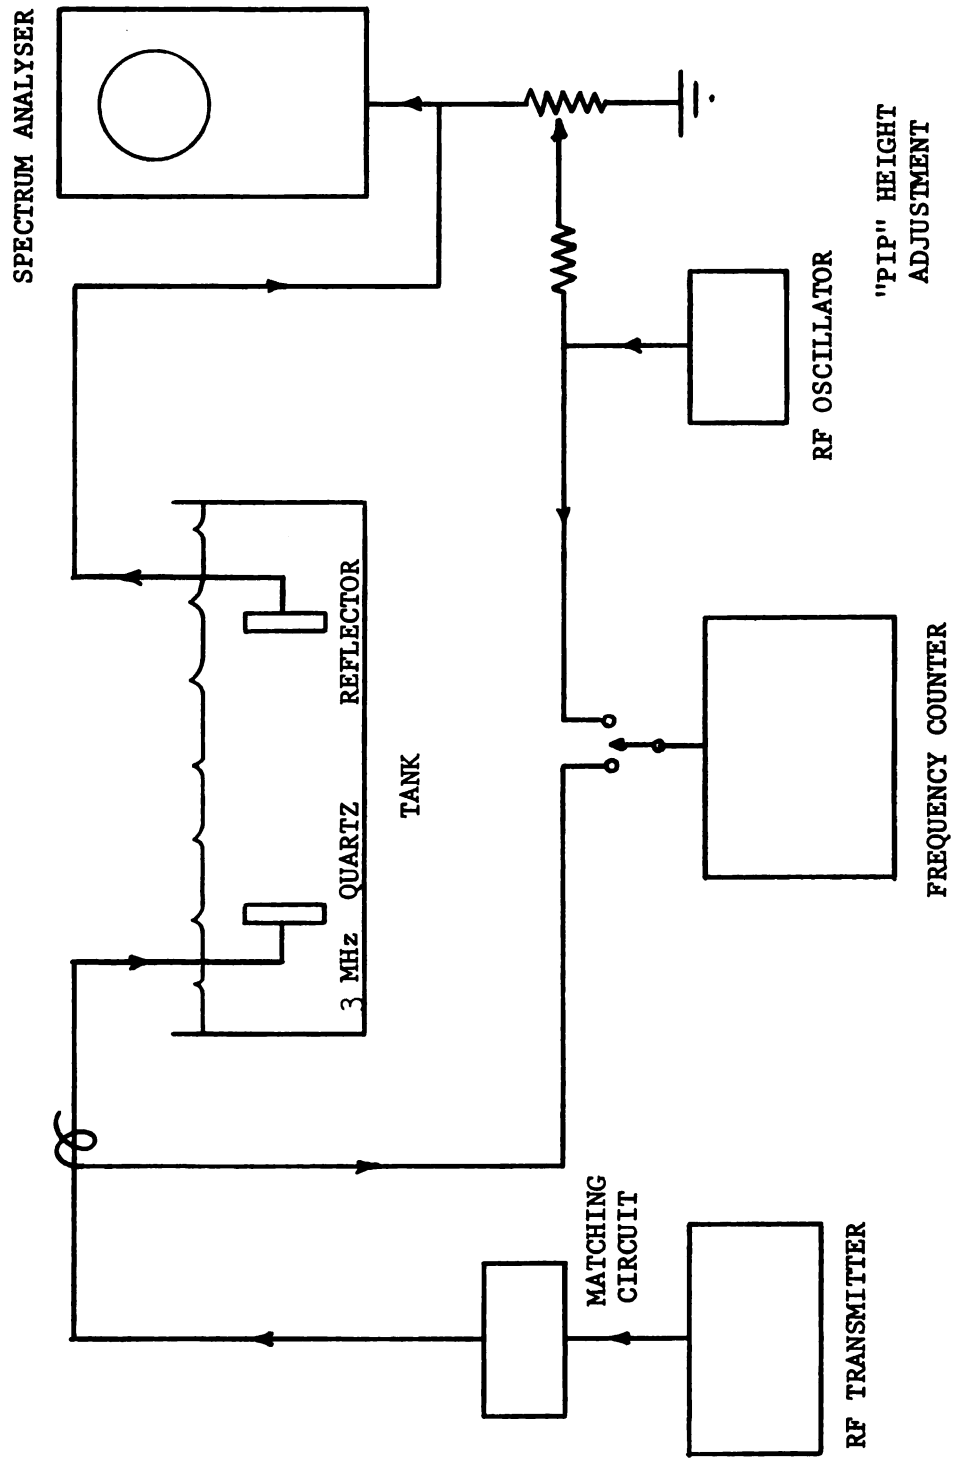 SPECTRUM ANALYSER
"PIP" HEIGHT
ADJUSTMENT
RF OSCILLATOR
REFLECTOR
3 MHz QUARTZ
TANK
FREQUENCY COUNTER
MATCHING
CIRCUIT
RF TRANSMITTER